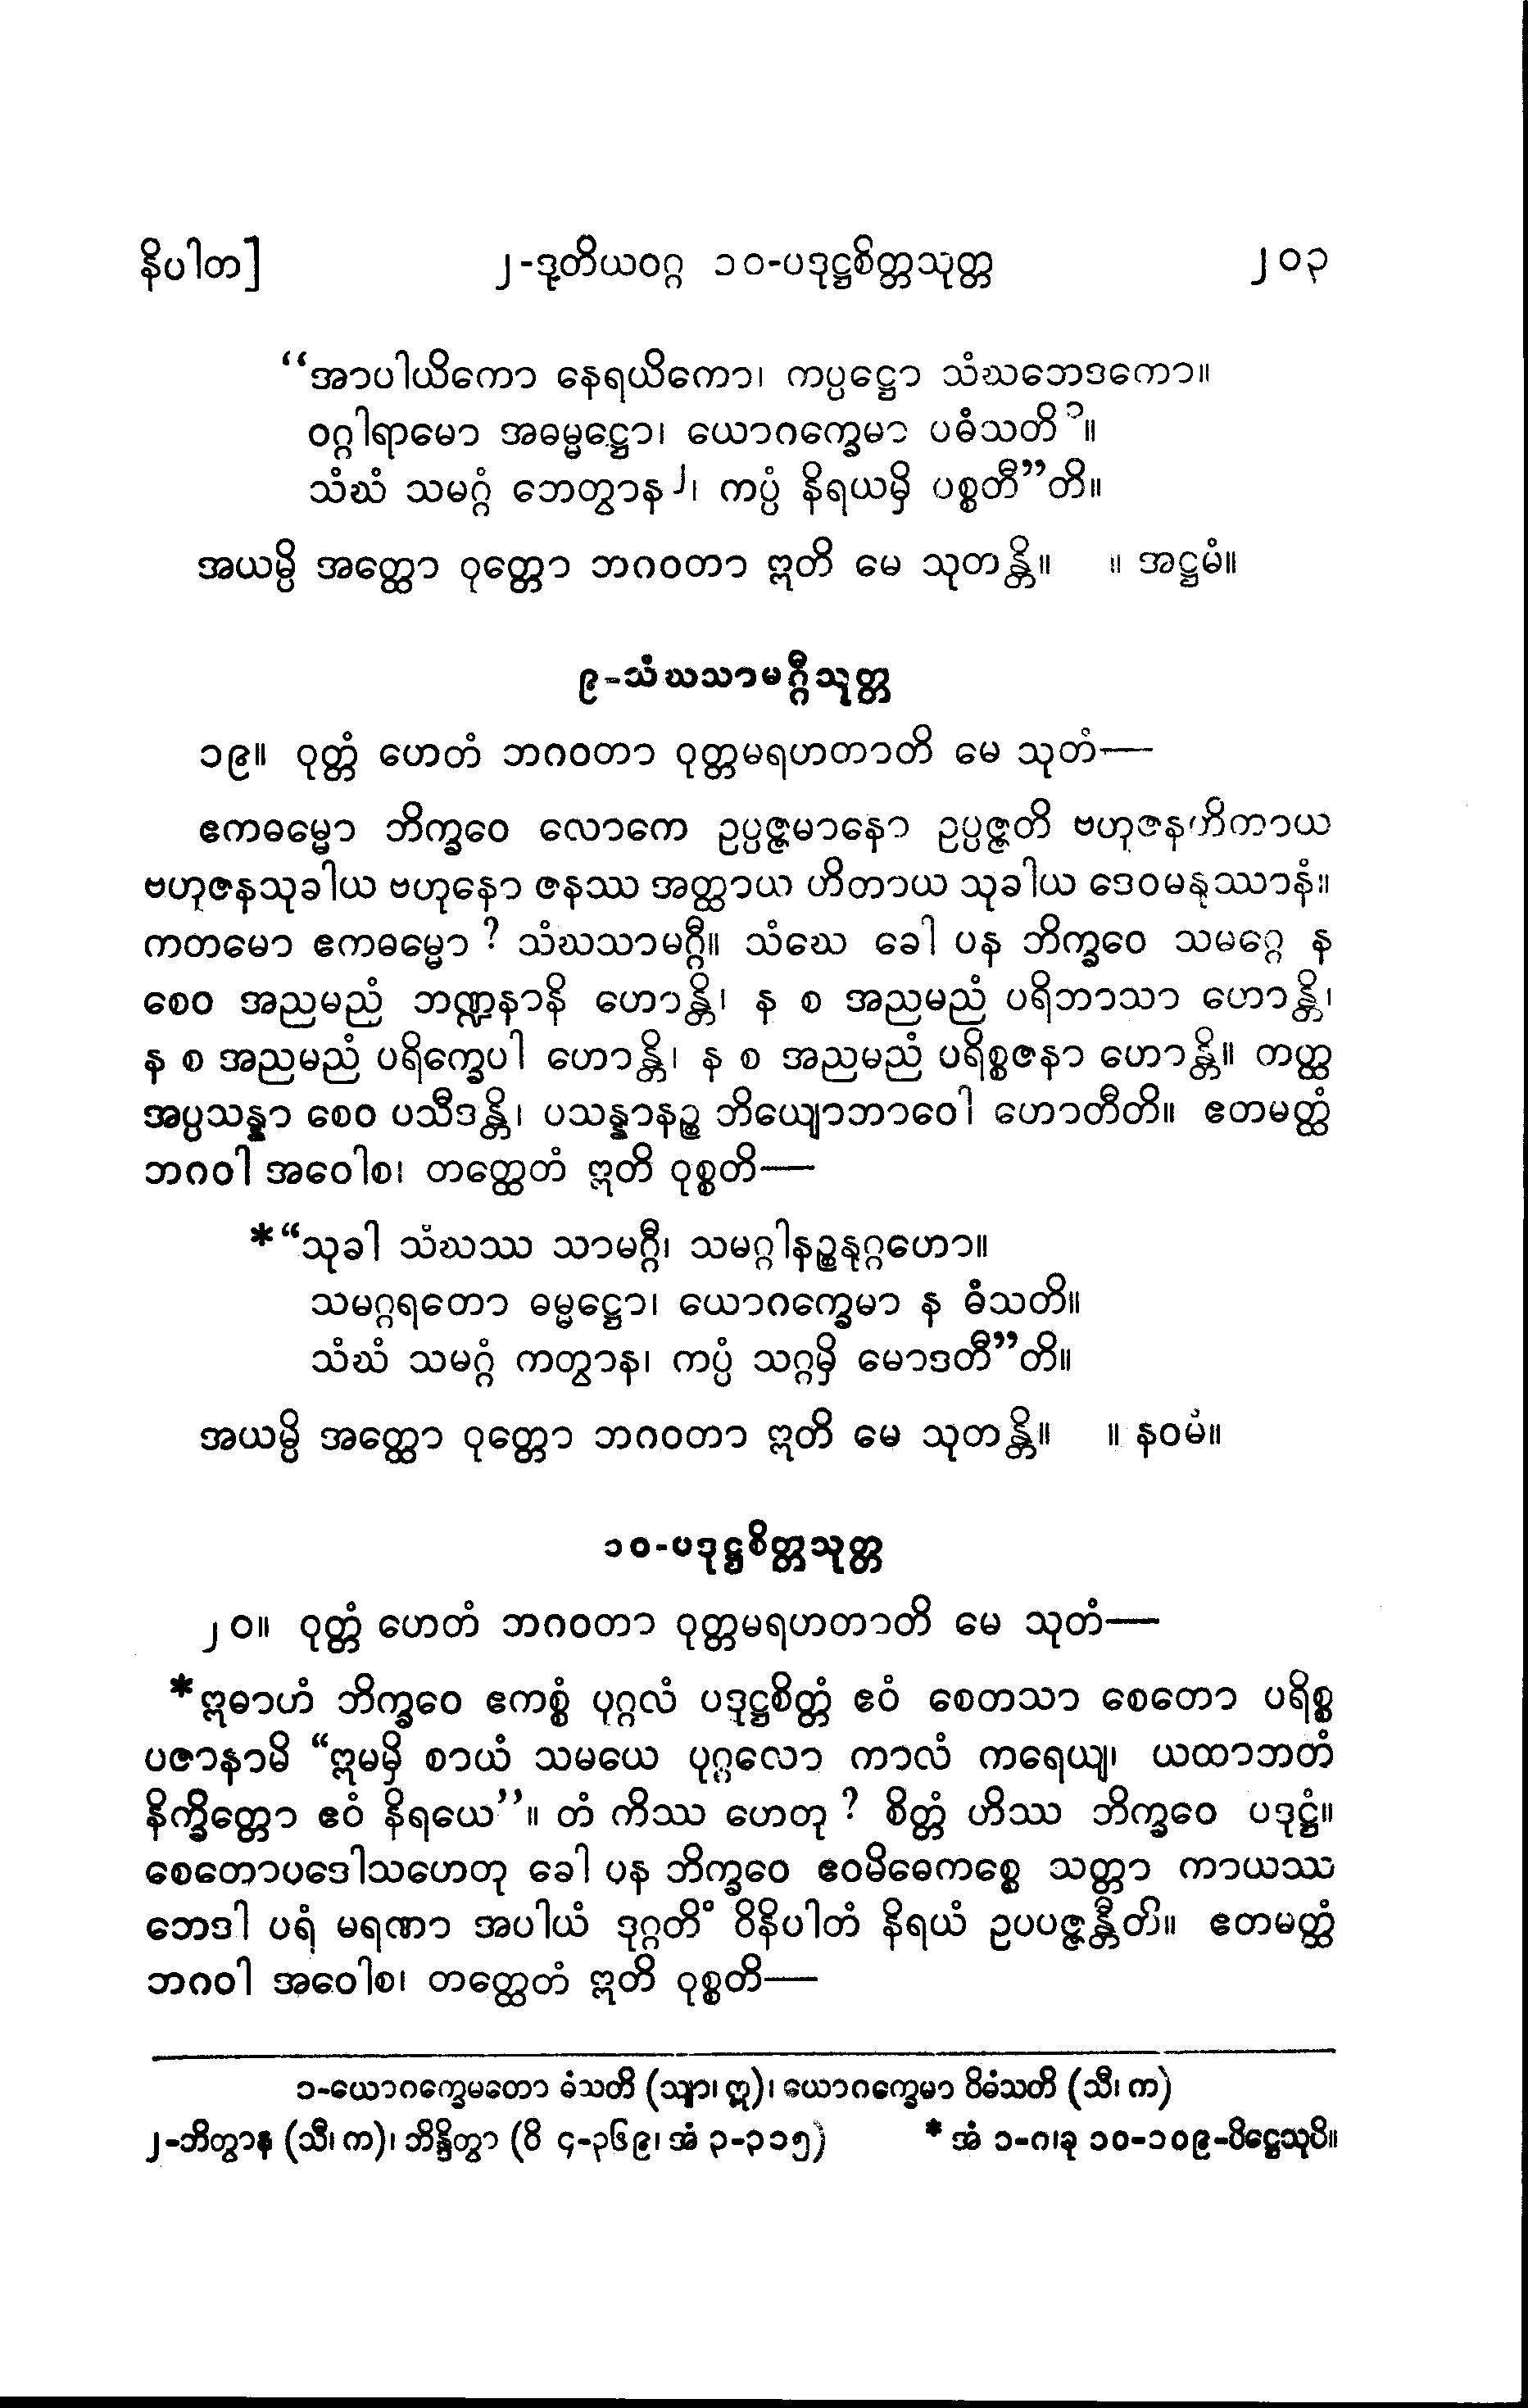 နိပါတ] ၂-ဒုတိယဝဂ္ဂ ၁၀-ပဒုဋ္ဌစိတ္တသုတ္တ ၂၀၃
“အာပါယိကော နေရယိကော၊ ကပ္ပဋ္ဌော သံဃဘေဒကော။
ဝဂ္ဂါရာမော အဓမ္မဋ္ဌော၊ ယောဂက္ခေမာ ပဓံသတိ ၁။
သံဃံ သမဂ္ဂံ ဘေတွာန ၂၊ ကပ္ပံ နိရယမှိ ပစ္စတီ”တိ။
အယမ္ပိ အတ္ထော ဝုတ္တော ဘဂဝတာ ဣတိ မေ သုတန္တိ။ ။ အဋ္ဌမံ။
၉-သံဃသာမဂ္ဂီသုတ္တ
၁၉။ ဝုတ္တံ ဟေတံ ဘဂဝတာ ဝုတ္တမရဟတာတိ မေ သုတံ—
ဧကဓမ္မော ဘိက္ခဝေ လောကေ ဥပ္ပဇ္ဇမာနော ဥပ္ပဇ္ဇတိ ဗဟုဇနဟိတာယ
ဗဟုဇနသုခါယ ဗဟုနော ဇနဿ အတ္ထာယ ဟိတာယ သုခါယ ဒေဝမနုဿာနံ။
ကတမော ဧကဓမ္မော ? သံဃသာမဂ္ဂီ။ သံဃေ ခေါ ပန ဘိက္ခဝေ သမဂ္ဂေ န
စေဝ အညမညံ ဘဏ္ဍနာနိ ဟောန္တိ၊ န စ အညမညံ ပရိဘာသာ ဟောန္တိ၊
န စ အညမညံ ပရိက္ခေပါ ဟောန္တိ၊ န စ အညမညံ ပရိစ္စဇနာ ဟောန္တိ။ တတ္ထ
အပ္ပသန္နာ စေဝ ပသီဒန္တိ၊ ပသန္နာနဉ္စ ဘိယျောဘာဝေါ ဟောတီတိ။ ဧတမတ္ထံ
ဘဂဝါ အဝေါစ၊ တတ္ထေတံ ဣတိ ဝုစ္စတိ—
*“သုခါ သံဃဿ သာမဂ္ဂီ၊ သမဂ္ဂါနဉ္စနုဂ္ဂဟော။
သမဂ္ဂရတော ဓမ္မဋ္ဌော၊ ယောဂက္ခေမာ န ဓံသတိ။
သံဃံ သမဂ္ဂံ ကတွာန၊ ကပ္ပံ သဂ္ဂမှိ မောဒတီ”တိ။
အယမ္ပိ အတ္ထော ဝုတ္တော ဘဂဝတာ ဣတိ မေ သုတန္တိ။ ။ နဝမံ။
၁၀-ပဒုဋ္ဌစိတ္တသုတ္တ
၂၀။ ဝုတ္တံ ဟေတံ ဘဂဝတာ ဝုတ္တမရဟတာတိ မေ သုတံ—
*ဣဓာဟံ ဘိက္ခဝေ ဧကစ္စံ ပုဂ္ဂလံ ပဒုဋ္ဌစိတ္တံ ဧဝံ စေတသာ စေတော ပရိစ္စ
ပဇာနာမိ “ဣမမှိ စာယံ သမယေ ပုဂ္ဂလော ကာလံ ကရေယျ၊ ယထာဘတံ
နိက္ခိတ္တော ဧဝံ နိရယေ’’။ တံ ကိဿ ဟေတု ? စိတ္တံ ဟိဿ ဘိက္ခဝေ ပဒုဋ္ဌံ။
စေတောပဒေါသဟေတု ခေါ ပန ဘိက္ခဝေ ဧဝမိဓေကစ္စေ သတ္တာ ကာယဿ
ဘေဒါ ပရံ မရဏာ အပါယံ ဒုဂ္ဂတိံ ဝိနိပါတံ နိရယံ ဥပပဇ္ဇန္တီတိ။ ဧတမတ္ထံ
ဘဂဝါ အဝေါစ၊ တတ္ထေတံ ဣတိ ဝုစ္စတိ—
၁-ယောဂက္ခေမတော ဓံသတိ (သျာ၊ ဣ)၊ ယောဂက္ခေမာ ဝိဓံသတိ (သီ၊ က)
၂-ဘိတွာန (သီ၊ က)၊ ဘိန္ဒိတွာ (ဝိ ၄-၃၆၉၊ အံ ၃-၃၁၅) * အံ ၁-ဂ၊ခု ၁၀-၁၀၉-ပိဋ္ဌေသုပိ။